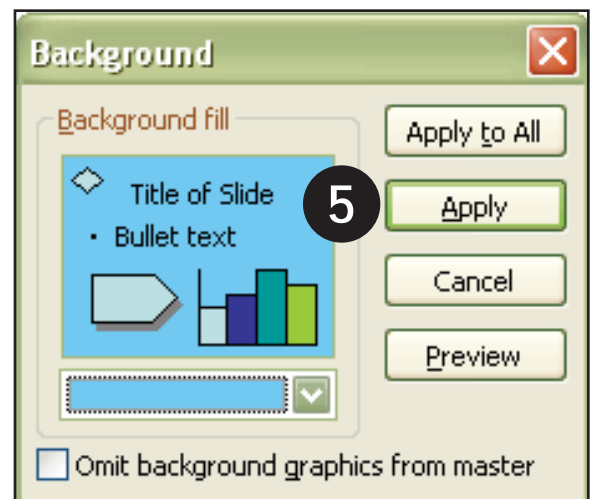 Background
Background fill
Title of Slide
• Bullet text
5
Apply to All
Apply
Cancel
Preview
Omit background graphics from master